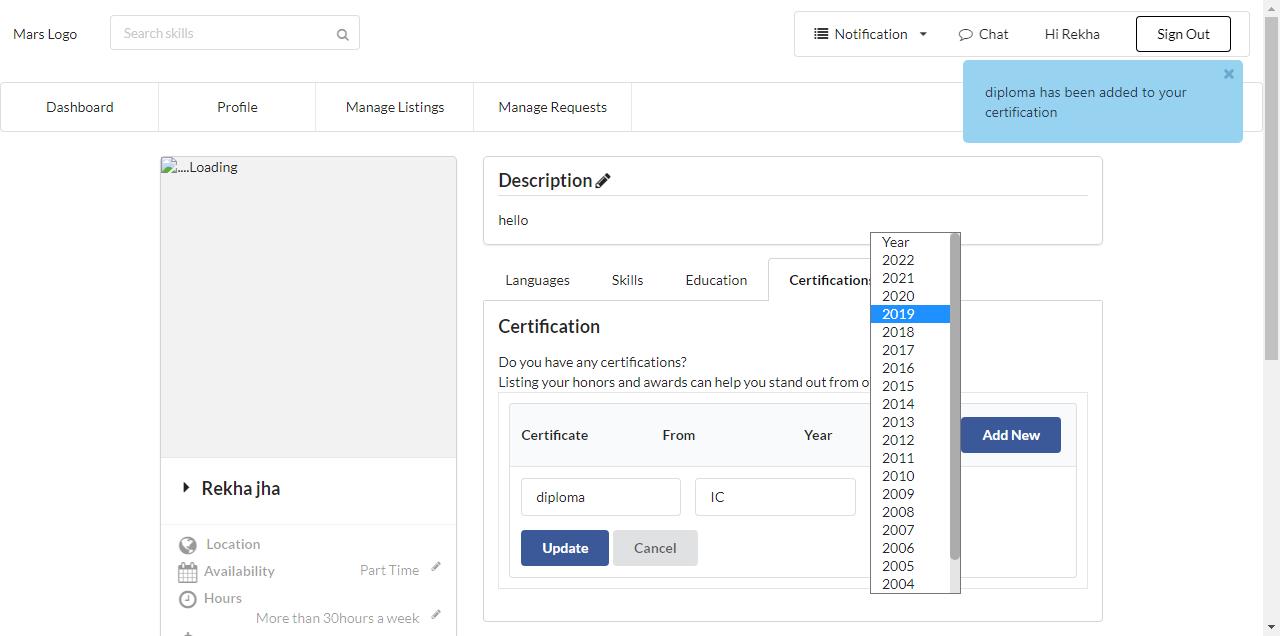 Mars Logo
Search skills
Notification
Chat
Hi Rekha
Sign Out
diploma has been added to your
certification
Dashboard
Profile
Manage Listings
Manage Requests
....Loading
Rekha jha
Location
Availability
Part Time
Hours
More than 30hours a week
Description
hello
Languages
Skills
Education
Certifications
Certification
Do you have any certifications?
Listing your honors and awards can help you stand out from
Certificate
From
Year
Add New
diploma
IC
Update
Cancel
Year
2022
2021
2020
2019
2018
2017
2016
2015
2014
2013
2012
2011
2010
2009
2008
2007
2006
2005
2004